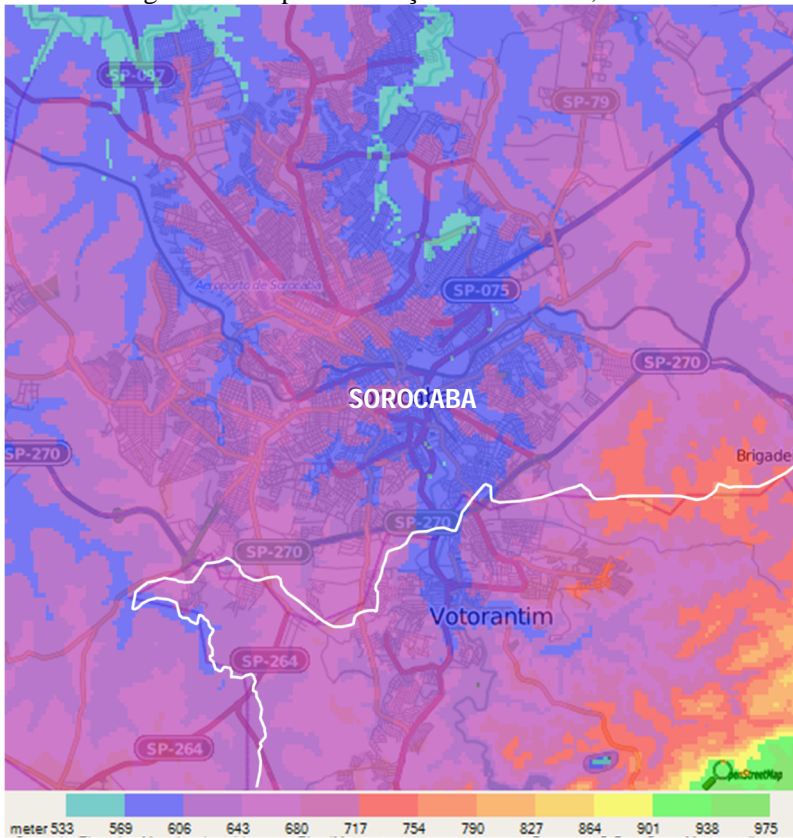 SP-097
SP-79
Aeroporto de Sorocaba
SP-075
SP-270
SOROCABA
SP-270
Brigade
SP-270
SP-270
Votorantim
SP-264
SP-264
OpenStreetMap
meter 533 569 606 643 680 717 754 790 827 864 901 938 975